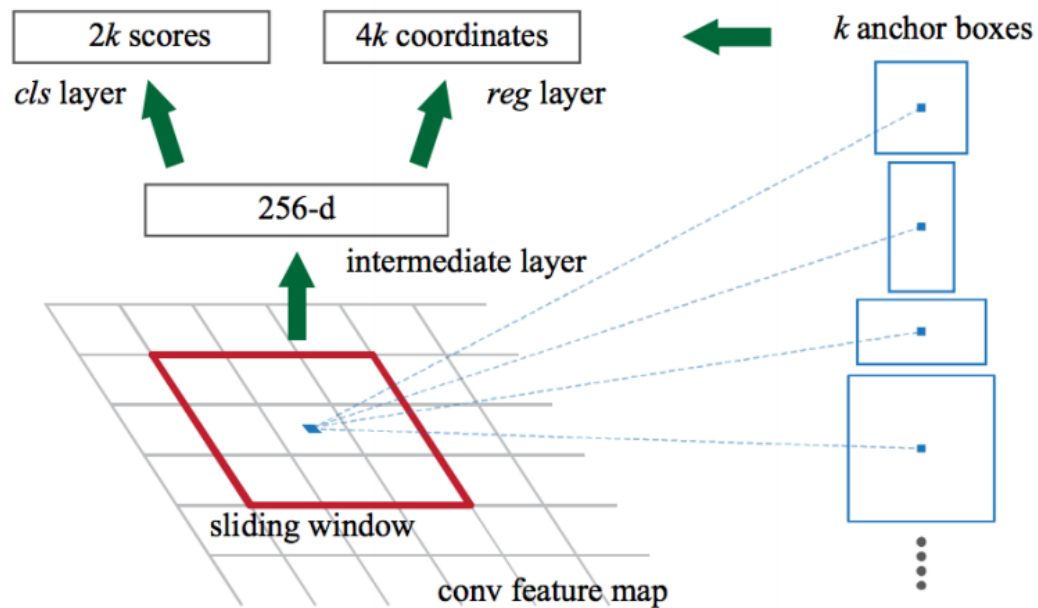 2k scores
4k coordinates
k anchor boxes
cls layer
reg layer
256-d
intermediate layer
sliding window
conv feature map